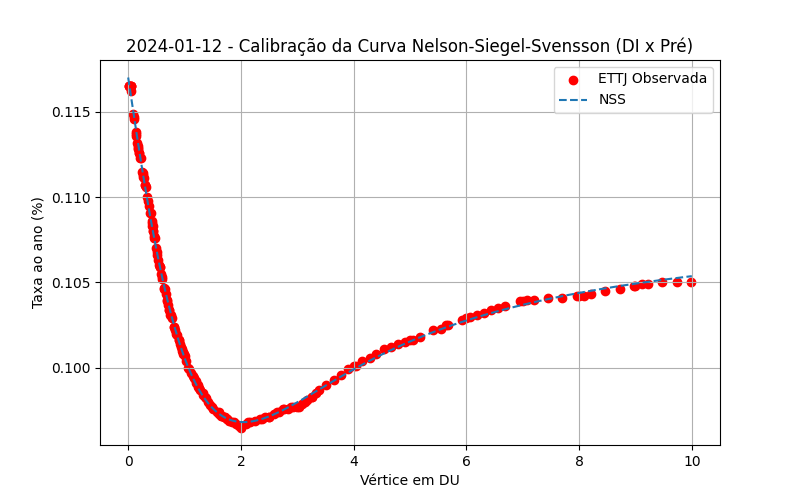 2024-01-12 - Calibração da Curva Nelson-Siegel-Svensson (DI x Pré)
ETTJ Observada
NSS
Taxa ao ano (%)
0.115
0.110
0.105
0.100
0 2 4 6 8 10
Vértice em DU